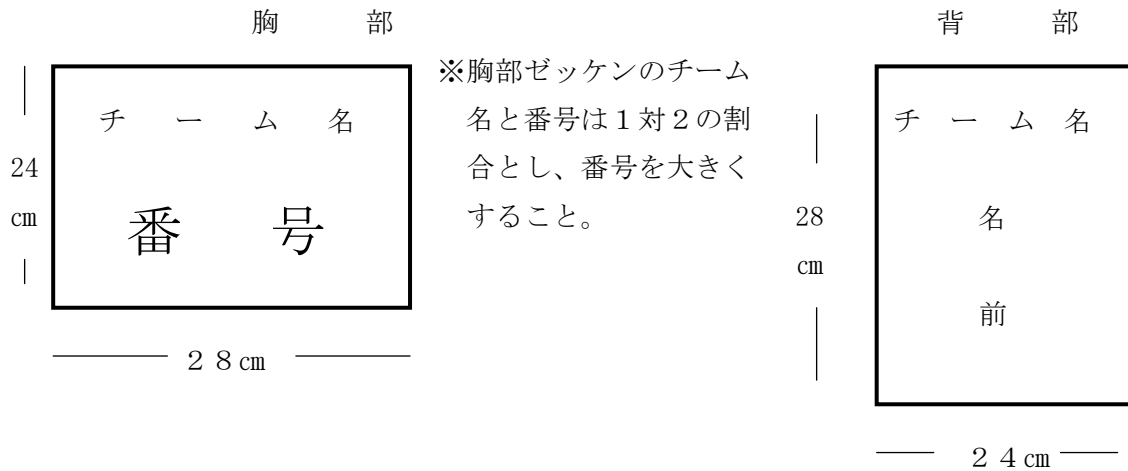 胸　部
チ　ー　ム　名
番　号
24
cm
２８cm
※胸部ゼッケンのチーム
名と番号は１対２の割
合とし、番号を大きく
すること。
背　部
チ　ー　ム　名
名
前
28
cm
２４cm